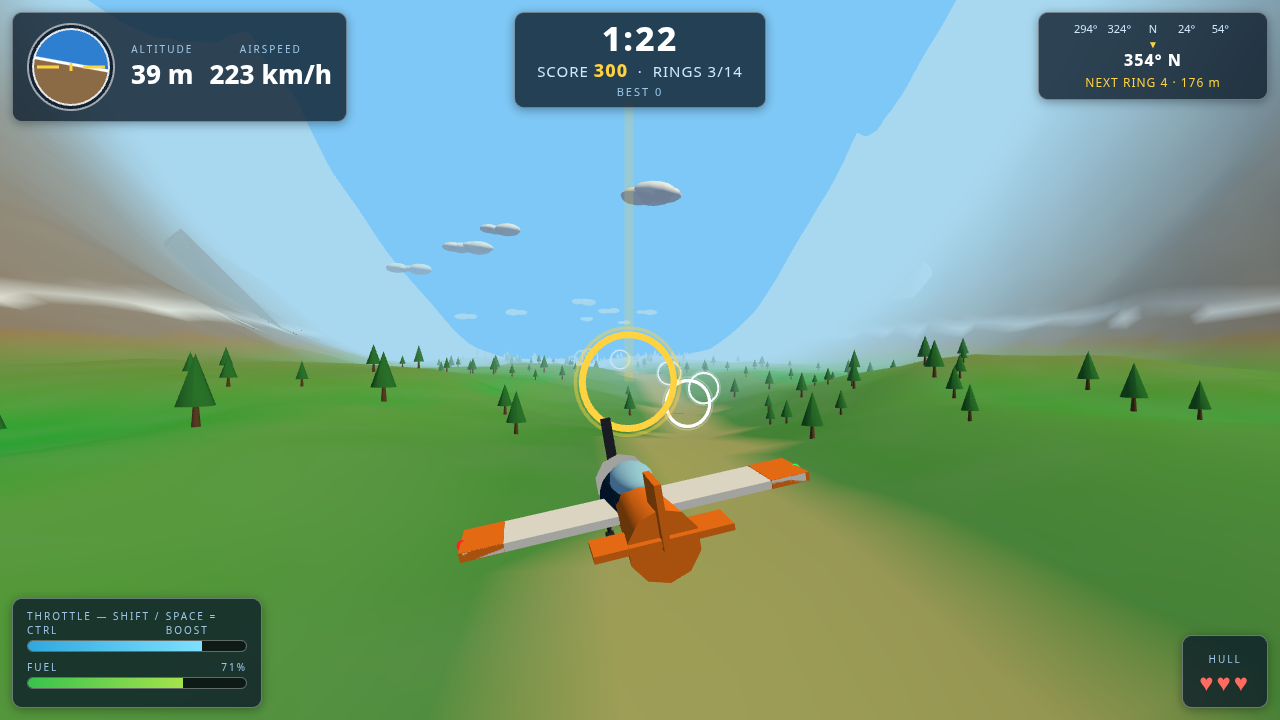 ALTITUDE AIRSPEED
39 m 223 km/h
1:22
SCORE 300 · RINGS 3/14
BEST 0
294° 324° N 24° 54°
▼
354° N
NEXT RING 4 · 176 m
THROTTLE — SHIFT / CTRL
SPACE = BOOST
FUEL 71%
HULL
♥♥♥